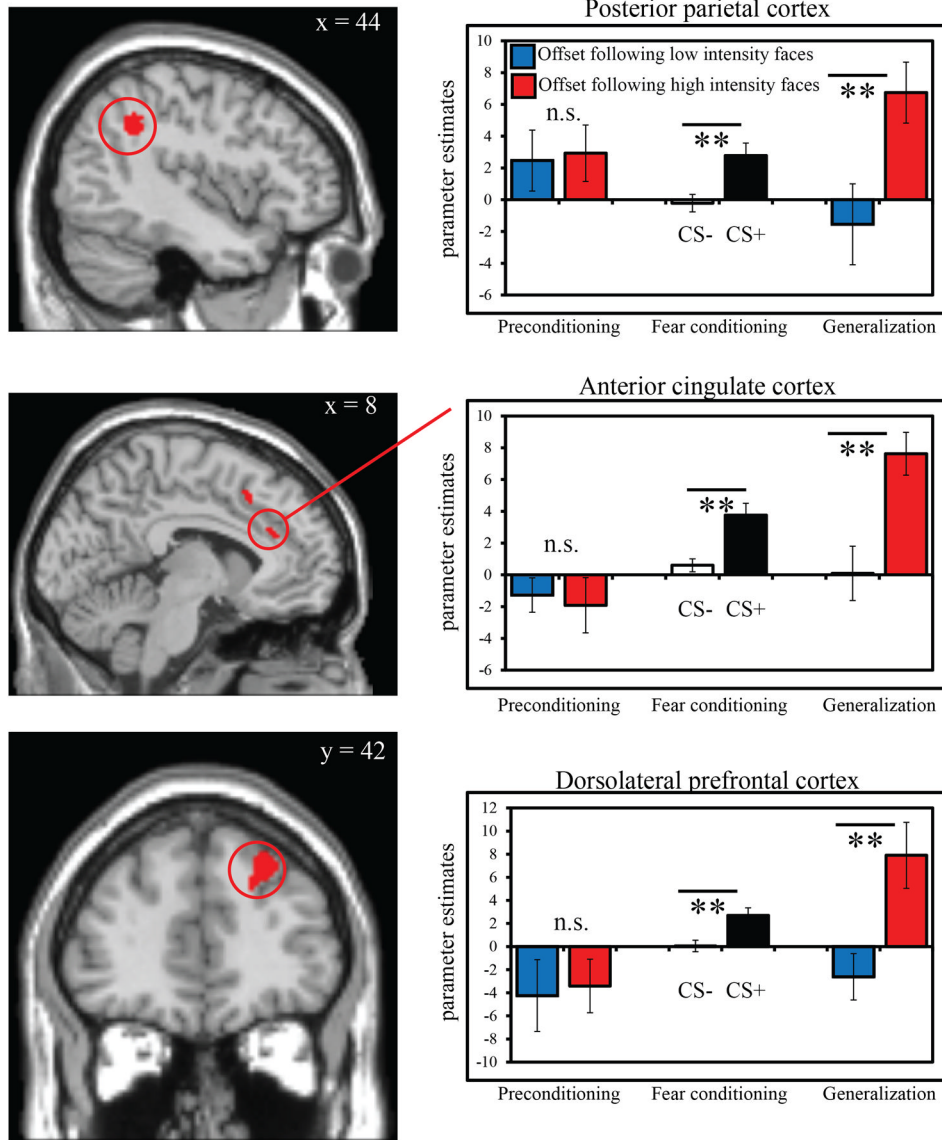 x = 44
Posterior parietal cortex
parameter estimates
10
8
6
4
2
0
-2
-4
-6
Offset following low intensity faces
Offset following high intensity faces
n.s.
**
**
CS- CS+
Preconditioning Fear conditioning Generalization
x = 8
Anterior cingulate cortex
parameter estimates
10
8
6
4
2
0
-2
-4
-6
n.s.
**
**
CS- CS+
Preconditioning Fear conditioning Generalization
y = 42
Dorsolateral prefrontal cortex
parameter estimates
12
10
8
6
4
2
0
-2
-4
-6
-8
-10
n.s.
**
**
CS- CS+
Preconditioning Fear conditioning Generalization